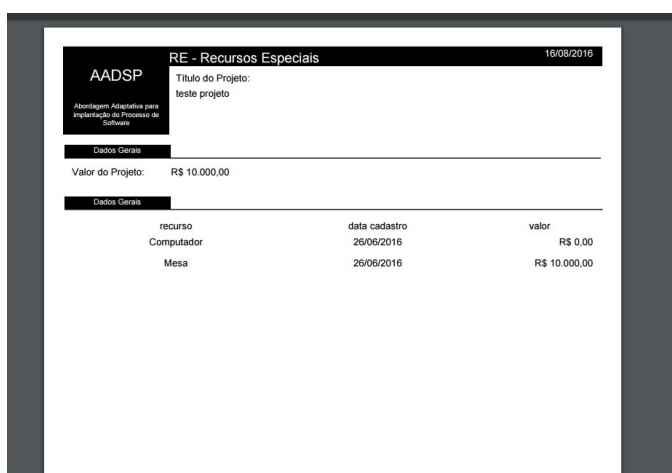 RE - Recursos Especiais 16/08/2016
AADSP
Abordagem Adaptativa para
implantação do Processo de
Software
Título do Projeto:
teste projeto
Dados Gerais
Valor do Projeto: R$ 10.000,00
Dados Gerais
recurso data cadastro valor
Computador 26/06/2016 R$ 0,00
Mesa 26/06/2016 R$ 10.000,00